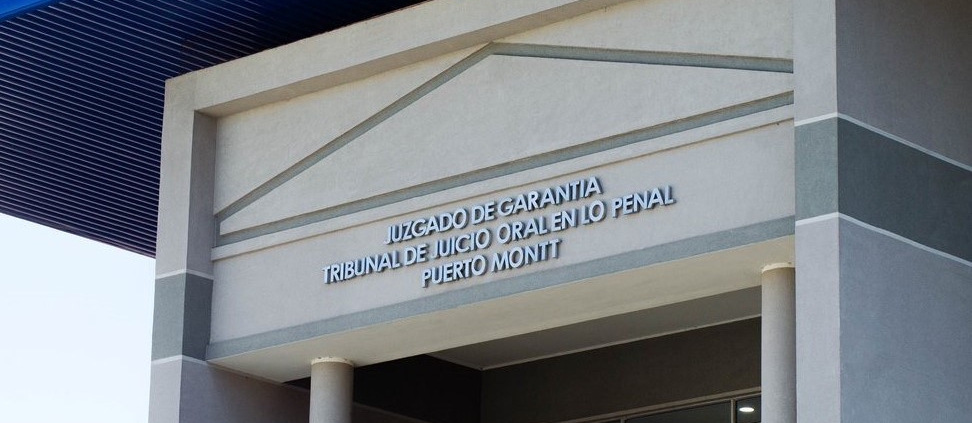 JUZGADO DE GARANTIA
TRIBUNAL DE JUICIO ORAL EN LO PENAL
PUERTO MONTT